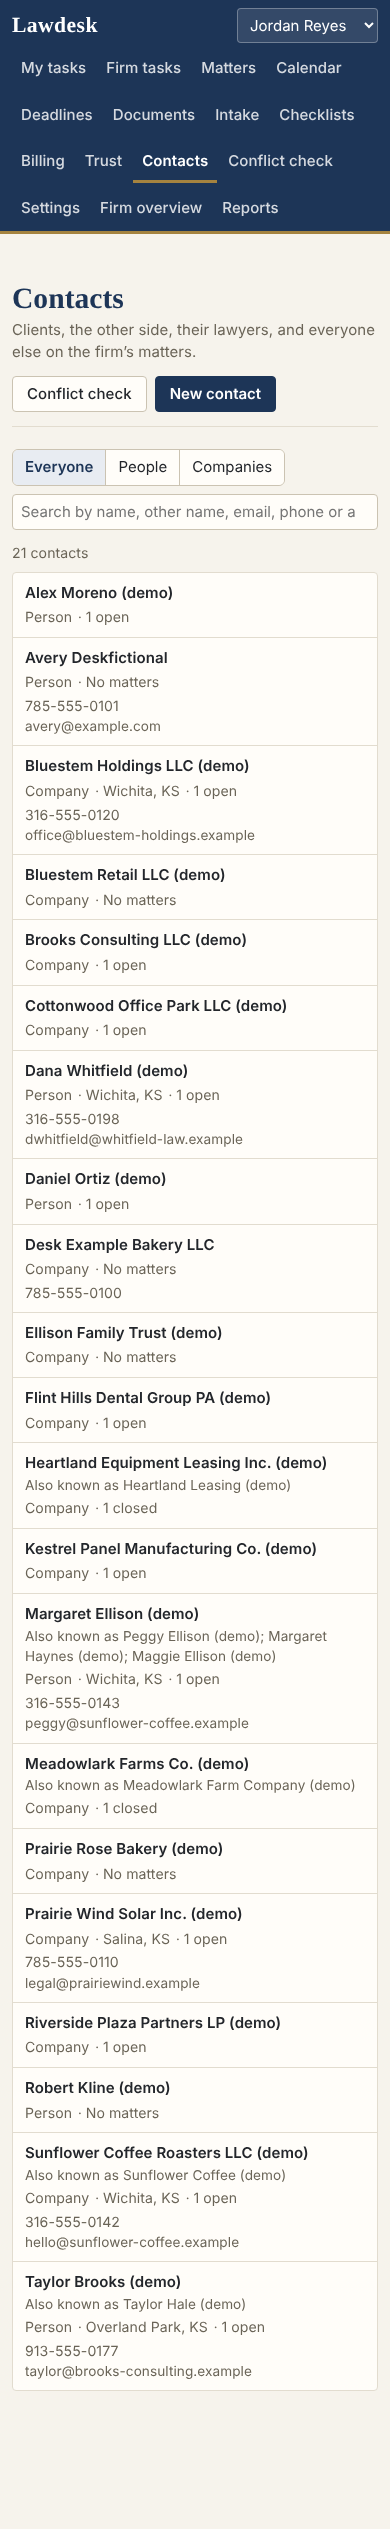 Lawdesk
Jordan Reyes
My tasks Firm tasks Matters Calendar
Deadlines Documents Intake Checklists
Billing Trust Contacts Conflict check
Settings Firm overview Reports
Contacts
Clients, the other side, their lawyers, and everyone
else on the firm’s matters.
Conflict check New contact
Everyone People Companies
Search by name, other name, email, phone or a
21 contacts
Alex Moreno (demo)
Person · 1 open
Avery Deskfictional
Person · No matters
785-555-0101
avery@example.com
Bluestem Holdings LLC (demo)
Company · Wichita, KS · 1 open
316-555-0120
office@bluestem-holdings.example
Bluestem Retail LLC (demo)
Company · No matters
Brooks Consulting LLC (demo)
Company · 1 open
Cottonwood Office Park LLC (demo)
Company · 1 open
Dana Whitfield (demo)
Person · Wichita, KS · 1 open
316-555-0198
dwhitfield@whitfield-law.example
Daniel Ortiz (demo)
Person · 1 open
Desk Example Bakery LLC
Company · No matters
785-555-0100
Ellison Family Trust (demo)
Company · No matters
Flint Hills Dental Group PA (demo)
Company · 1 open
Heartland Equipment Leasing Inc. (demo)
Also known as Heartland Leasing (demo)
Company · 1 closed
Kestrel Panel Manufacturing Co. (demo)
Company · 1 open
Margaret Ellison (demo)
Also known as Peggy Ellison (demo); Margaret
Haynes (demo); Maggie Ellison (demo)
Person · Wichita, KS · 1 open
316-555-0143
peggy@sunflower-coffee.example
Meadowlark Farms Co. (demo)
Also known as Meadowlark Farm Company (demo)
Company · 1 closed
Prairie Rose Bakery (demo)
Company · No matters
Prairie Wind Solar Inc. (demo)
Company · Salina, KS · 1 open
785-555-0110
legal@prairiewind.example
Riverside Plaza Partners LP (demo)
Company · 1 open
Robert Kline (demo)
Person · No matters
Sunflower Coffee Roasters LLC (demo)
Also known as Sunflower Coffee (demo)
Company · Wichita, KS · 1 open
316-555-0142
hello@sunflower-coffee.example
Taylor Brooks (demo)
Also known as Taylor Hale (demo)
Person · Overland Park, KS · 1 open
913-555-0177
taylor@brooks-consulting.example